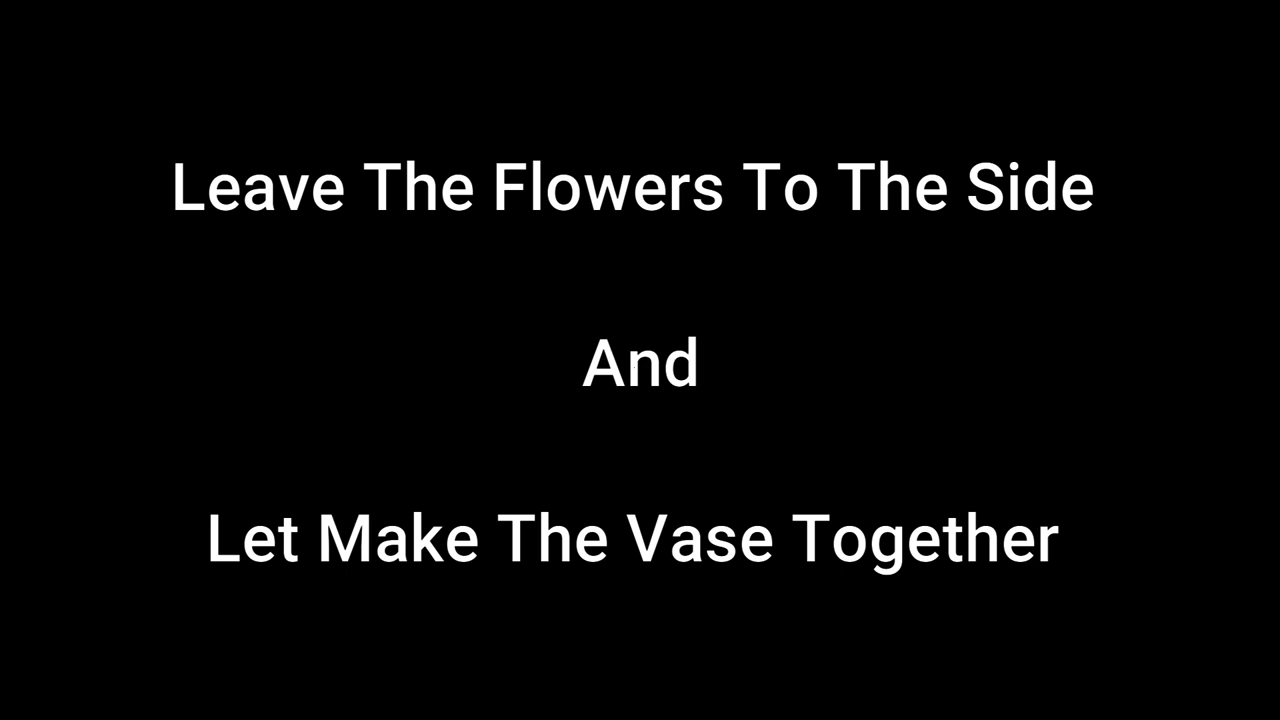 Leave The Flowers To The Side
And
Let Make The Vase Together